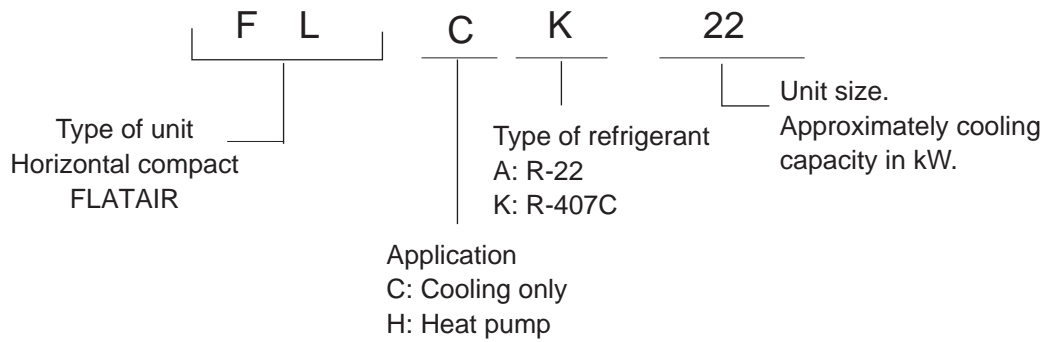 F L C K 22
Type of unit
Horizontal compact
FLATAIR
Application
C: Cooling only
H: Heat pump
Type of refrigerant
A: R-22
K: R-407C
Unit size.
Approximately cooling
capacity in kW.